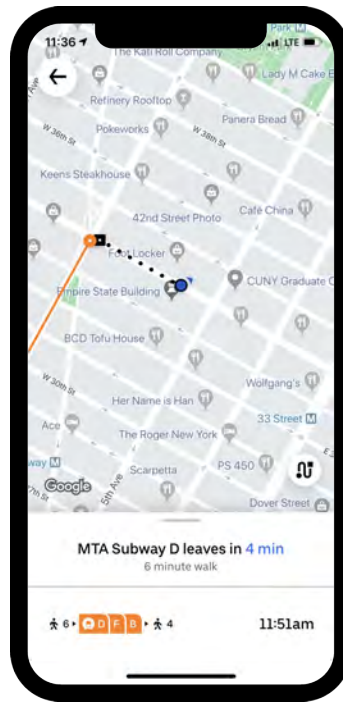 Park M
11:36
LTE
The Kati Roll Company
Lady M Cake
Refinery Rooftop
Panera Bread
W 36th St
Pokeworks
W 38th St
Keens Steakhouse
Café China
42nd Street Photo
Foot Locker
CUNY Graduate C
Empire State Building
BCD Tofu House
W 30th St
Wolfgang's
Her Name is Han
Ace
33 Street M
The Roger New York
way M
Scarpetta
PS 450
Google
5th Ave
Dover Street
MTA Subway D leaves in 4 min
6 minute walk
6 D F B 4 11:51am